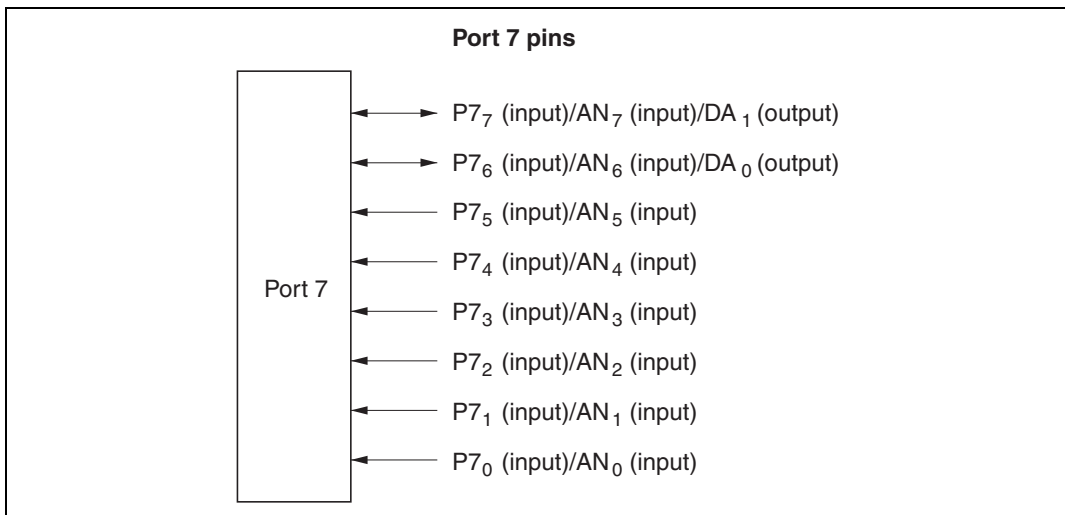 Port 7 pins
P7₇ (input)/AN₇ (input)/DA₁ (output)
P7₆ (input)/AN₆ (input)/DA₀ (output)
P7₅ (input)/AN₅ (input)
P7₄ (input)/AN₄ (input)
Port 7
P7₃ (input)/AN₃ (input)
P7₂ (input)/AN₂ (input)
P7₁ (input)/AN₁ (input)
P7₀ (input)/AN₀ (input)